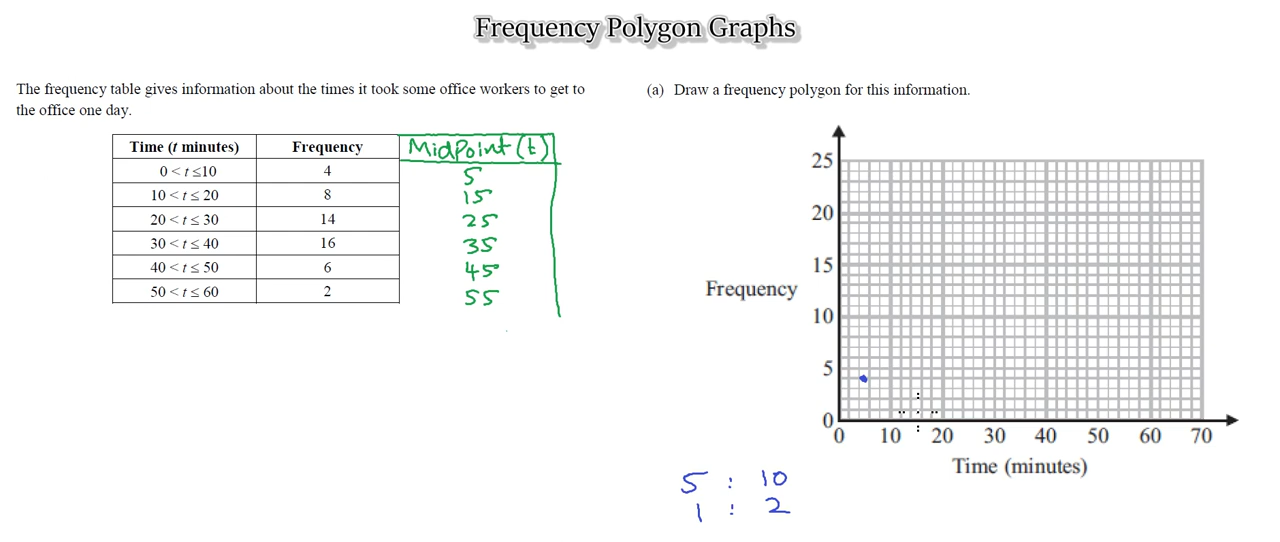 Frequency Polygon Graphs
The frequency table gives information about the times it took some office workers to get to
the office one day.
Time (t minutes) Frequency MidPoint (t)
0 < t ≤10 4 5
10 < t ≤ 20 8 15
20 < t ≤ 30 14 25
30 < t ≤ 40 16 35
40 < t ≤ 50 6 45
50 < t ≤ 60 2 55
(a) Draw a frequency polygon for this information.
25
20
15
Frequency
10
5
0
0 10 20 30 40 50 60 70
Time (minutes)
5 : 10
1 : 2